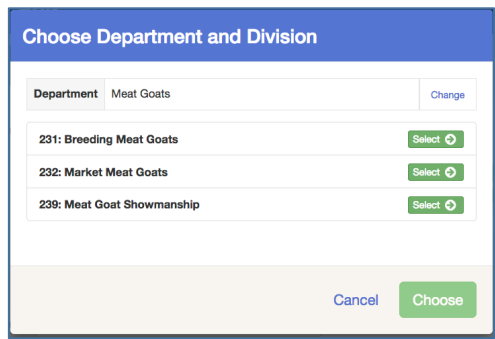 Choose Department and Division
Department Meat Goats Change
231: Breeding Meat Goats Select
232: Market Meat Goats Select
239: Meat Goat Showmanship Select
Cancel Choose